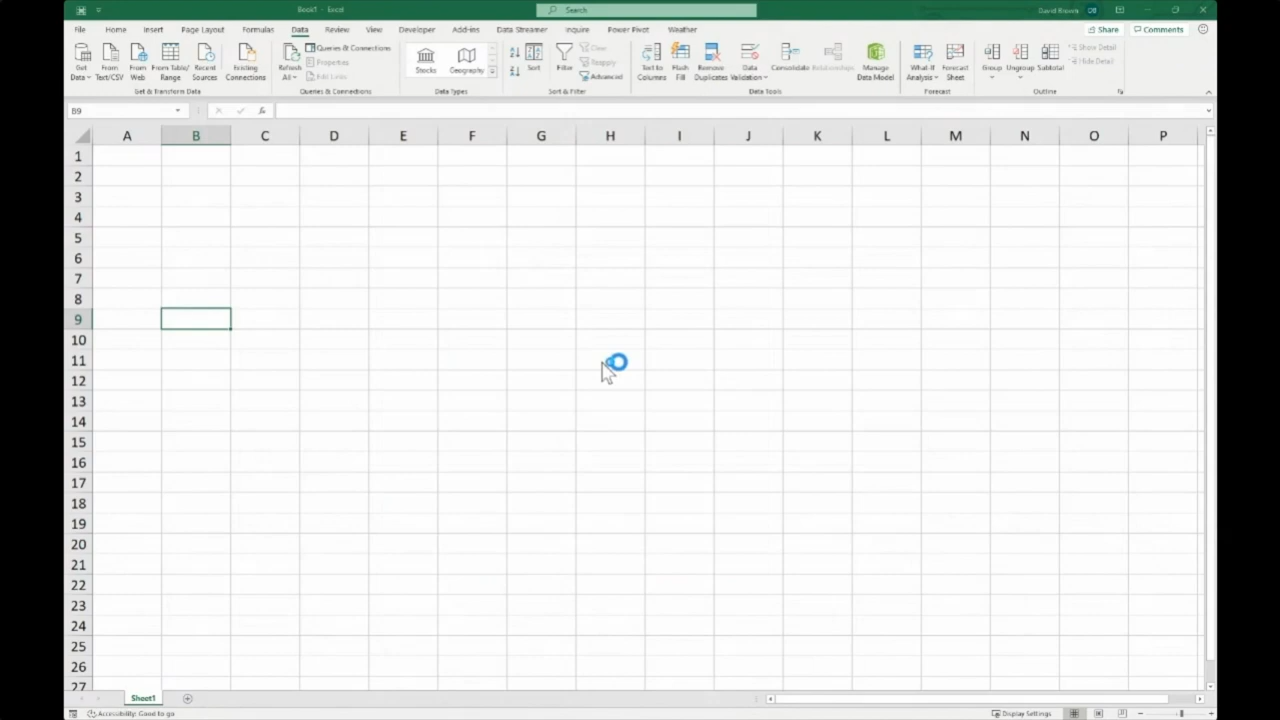 Book1 - Excel
Search
David Brown
DB
File Home Insert Page Layout Formulas Data Review View Developer Add-ins Data Streamer Inquire Power Pivot Weather
Share Comments
Get Data
From Text/CSV
From Web
From Table/Range
Recent Sources
Existing Connections
Get & Transform Data
Refresh All
Queries & Connections
Properties
Edit Links
Queries & Connections
Stocks
Geography
Data Types
Sort
Filter
Clear
Reapply
Advanced
Sort & Filter
Text to Columns
Flash Fill
Remove Duplicates
Data Validation
Consolidate
Relationships
Manage Data Model
Data Tools
What-If Analysis
Forecast Sheet
Forecast
Group
Ungroup
Subtotal
Show Detail
Hide Detail
Outline
B9
fx
A B C D E F G H I J K L M N O P
1
2
3
4
5
6
7
8
9
10
11
12
13
14
15
16
17
18
19
20
21
22
23
24
25
26
27
Sheet1
Accessibility: Good to go
Display Settings